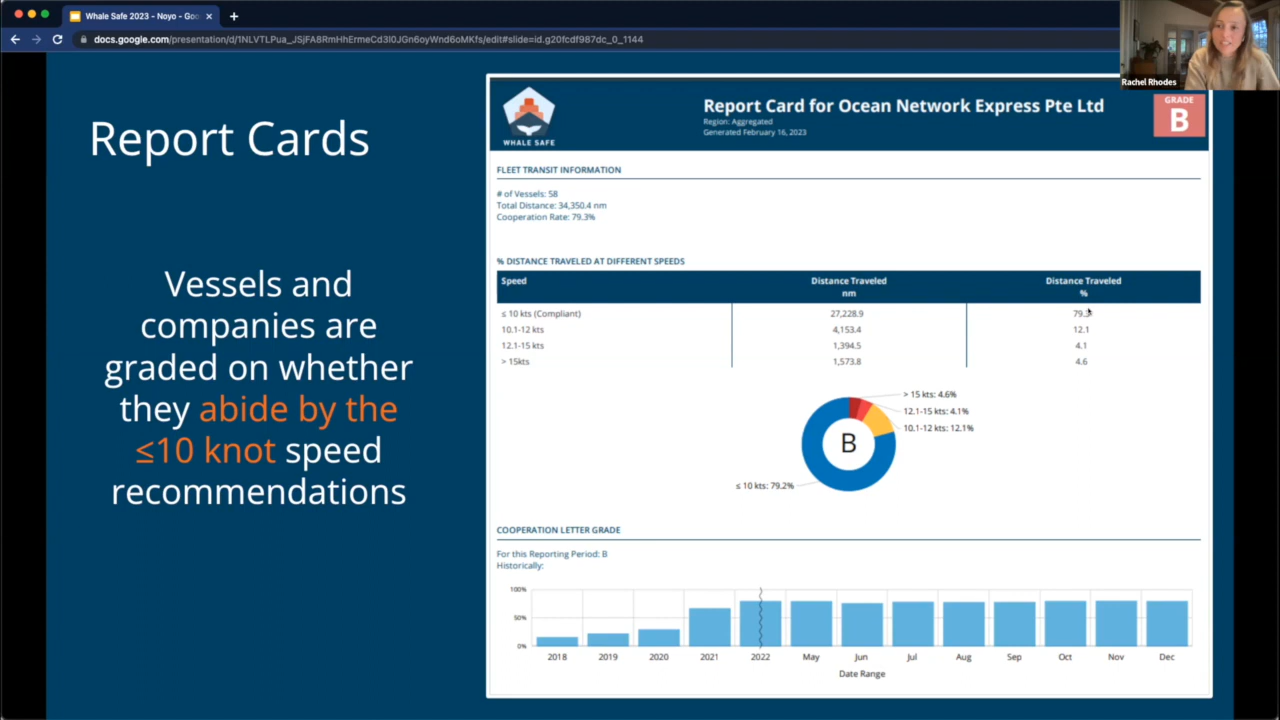 Whale Safe 2023 - Noyo - Goo
docs.google.com/presentation/d/1NLVTLPua_JSjFA8RmHhErmeCd3I0JGn6oyWnd6oMKfs/edit#slide=id.g20fcdf987dc_0_1144
Rachel Rhodes
Report Cards
Vessels and
companies are
graded on whether
they abide by the
≤10 knot speed
recommendations
WHALE SAFE
Report Card for Ocean Network Express Pte Ltd
Region: Aggregated
Generated February 16, 2023
GRADE
B
FLEET TRANSIT INFORMATION
# of Vessels: 58
Total Distance: 34,350.4 nm
Cooperation Rate: 79.3%
% DISTANCE TRAVELED AT DIFFERENT SPEEDS
Speed Distance Traveled nm Distance Traveled %
≤ 10 kts (Compliant) 27,228.9 79.3
10.1-12 kts 4,153.4 12.1
12.1-15 kts 1,394.5 4.1
> 15kts 1,573.8 4.6
> 15 kts: 4.6%
12.1-15 kts: 4.1%
10.1-12 kts: 12.1%
B
≤ 10 kts: 79.2%
COOPERATION LETTER GRADE
For this Reporting Period: B
Historically:
100%
50%
0%
2018 2019 2020 2021 2022 May Jun Jul Aug Sep Oct Nov Dec
Date Range